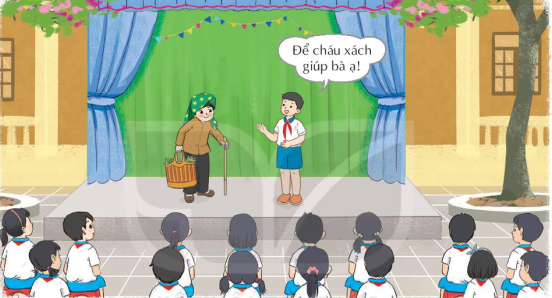 Để cháu xách
giúp bà ạ!